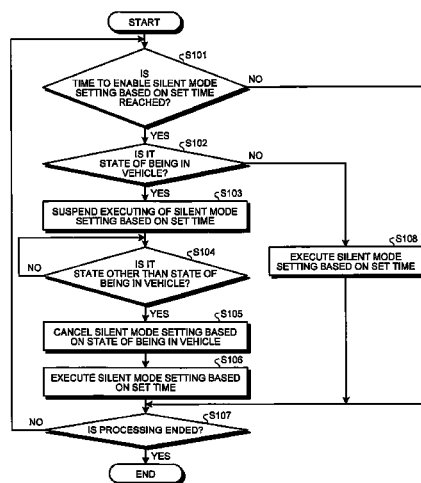 START
S101
IS
TIME TO ENABLE SILENT MODE
SETTING BASED ON SET TIME
REACHED?
NO
YES
S102
IS IT
STATE OF BEING IN
VEHICLE?
NO
YES
S103
SUSPEND EXECUTING OF SILENT MODE
SETTING BASED ON SET TIME
S104
IS IT
STATE OTHER THAN STATE OF
BEING IN VEHICLE?
NO
S108
EXECUTE SILENT MODE
SETTING BASED ON SET TIME
YES
S105
CANCEL SILENT MODE SETTING BASED
ON STATE OF BEING IN VEHICLE
S106
EXECUTE SILENT MODE SETTING BASED
ON SET TIME
S107
NO
IS PROCESSING ENDED?
YES
END